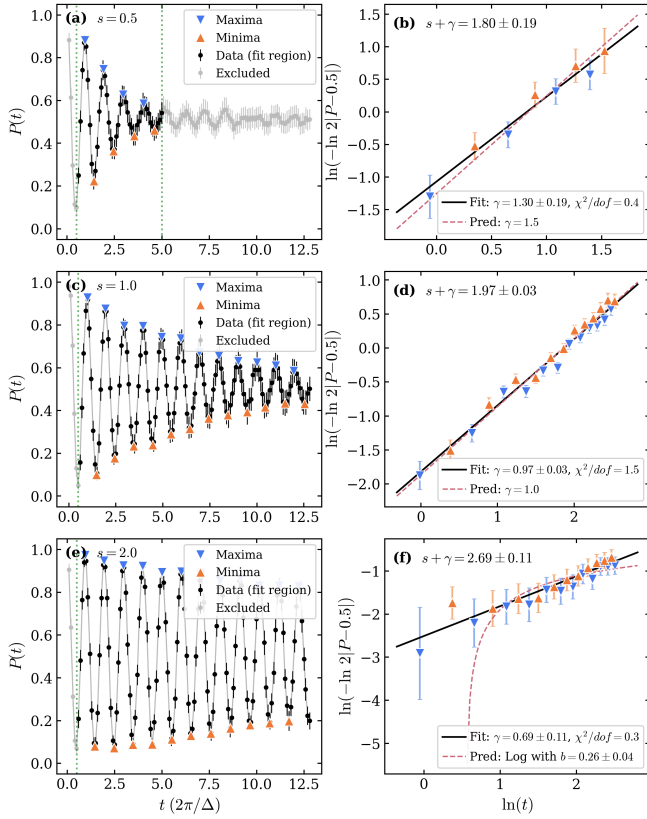 (a) s = 0.5
Maxima
Minima
Data (fit region)
Excluded
P(t)
1.0
0.8
0.6
0.4
0.2
0.0
0.0 2.5 5.0 7.5 10.0 12.5
(b) s + γ = 1.80 ± 0.19
ln(−ln 2|P−0.5|)
1.5
1.0
0.5
0.0
−0.5
−1.0
−1.5
Fit: γ = 1.30 ± 0.19, χ²/dof = 0.4
Pred: γ = 1.5
0.0 0.5 1.0 1.5
(c) s = 1.0
Maxima
Minima
Data (fit region)
Excluded
P(t)
1.0
0.8
0.6
0.4
0.2
0.0
0.0 2.5 5.0 7.5 10.0 12.5
(d) s + γ = 1.97 ± 0.03
ln(−ln 2|P−0.5|)
1.0
0.5
0.0
−0.5
−1.0
−1.5
−2.0
Fit: γ = 0.97 ± 0.03, χ²/dof = 1.5
Pred: γ = 1.0
0 1 2
(e) s = 2.0
Maxima
Minima
Data (fit region)
Excluded
P(t)
1.0
0.8
0.6
0.4
0.2
0.0
0.0 2.5 5.0 7.5 10.0 12.5
t (2π/Δ)
(f) s + γ = 2.69 ± 0.11
ln(−ln 2|P−0.5|)
−1
−2
−3
−4
−5
Fit: γ = 0.69 ± 0.11, χ²/dof = 0.3
Pred: Log with b = 0.26 ± 0.04
0 1 2
ln(t)